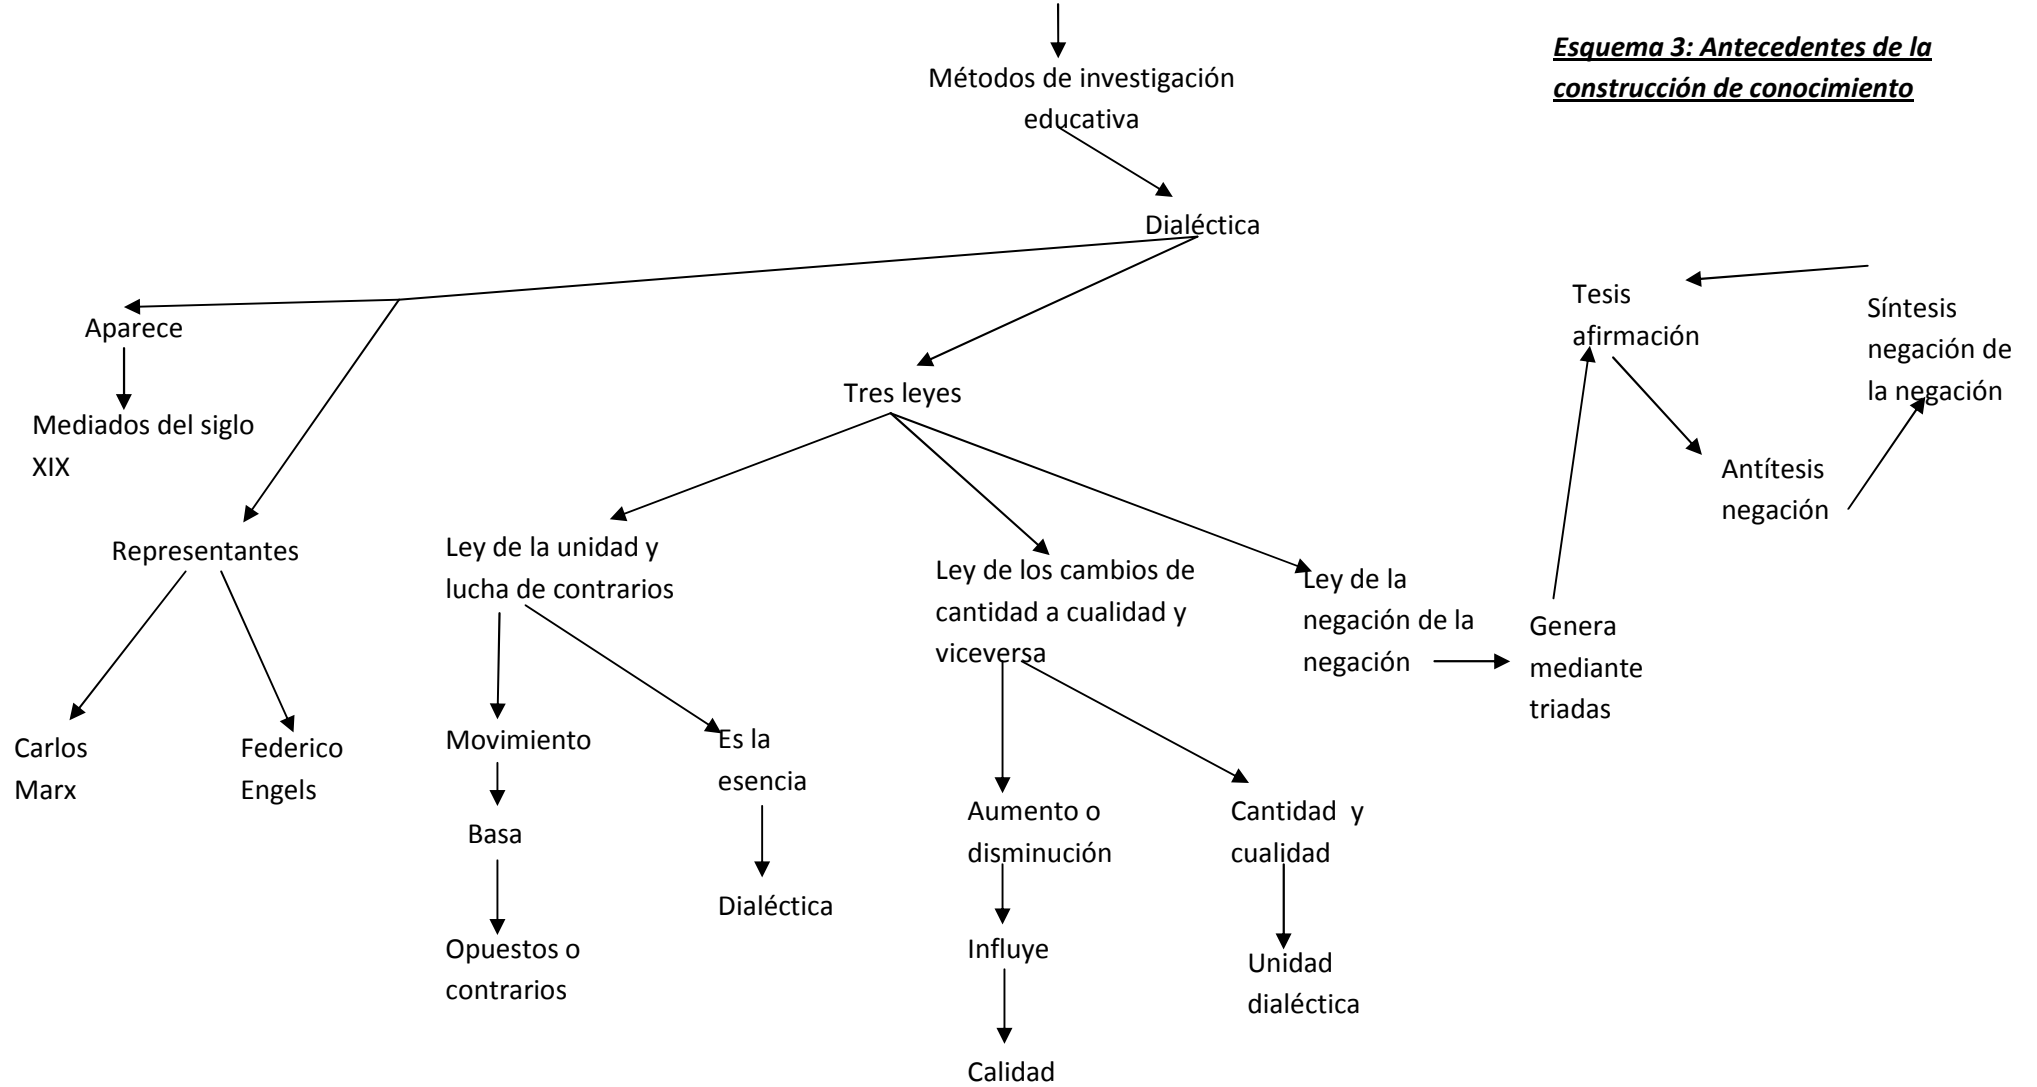 Esquema 3: Antecedentes de la
construcción de conocimiento
Métodos de investigación
educativa
Dialéctica
Aparece
Mediados del siglo
XIX
Representantes
Carlos
Marx
Federico
Engels
Tres leyes
Ley de la unidad y
lucha de contrarios
Movimiento
Basa
Opuestos o
contrarios
Es la
esencia
Dialéctica
Ley de los cambios de
cantidad a cualidad y
viceversa
Aumento o
disminución
Influye
Calidad
Cantidad y
cualidad
Unidad
dialéctica
Ley de la
negación de la
negación
Genera
mediante
triadas
Tesis
afirmación
Antítesis
negación
Síntesis
negación de
la negación